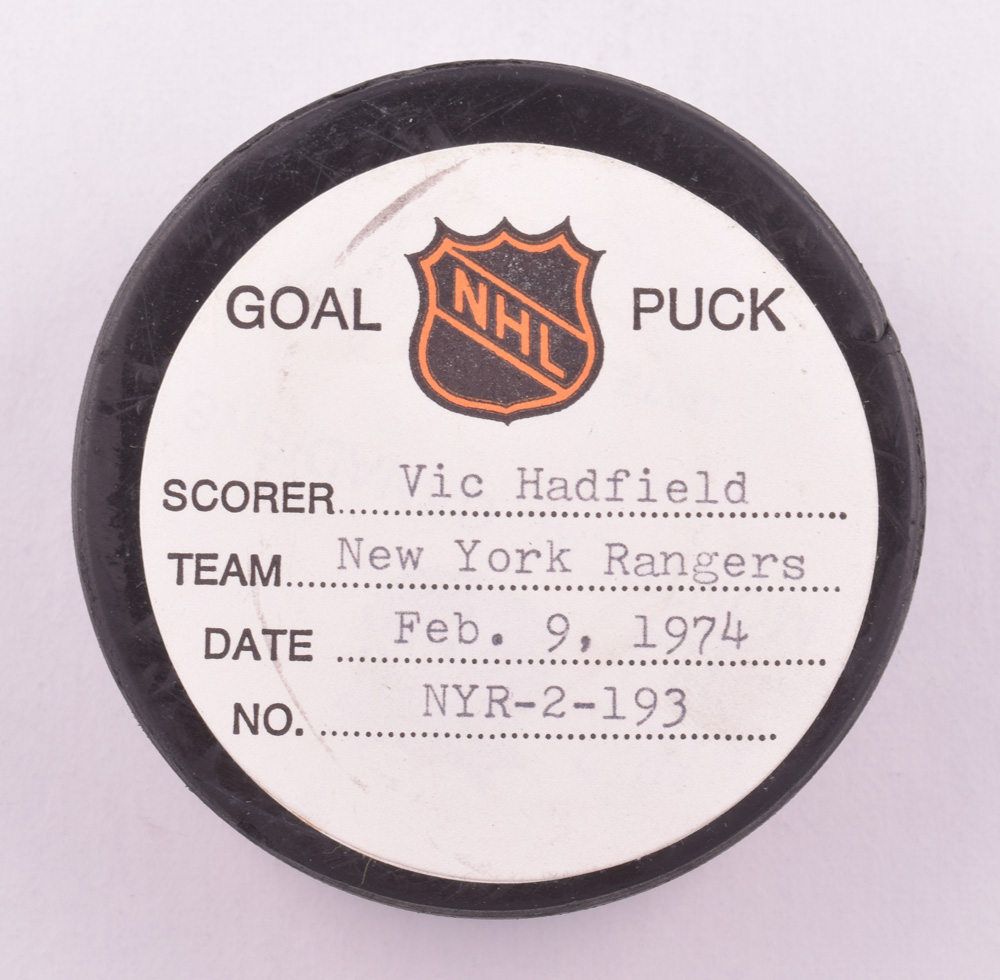 GOAL NHL PUCK
SCORER Vic Hadfield
TEAM New York Rangers
DATE Feb. 9, 1974
NO. NYR-2-193